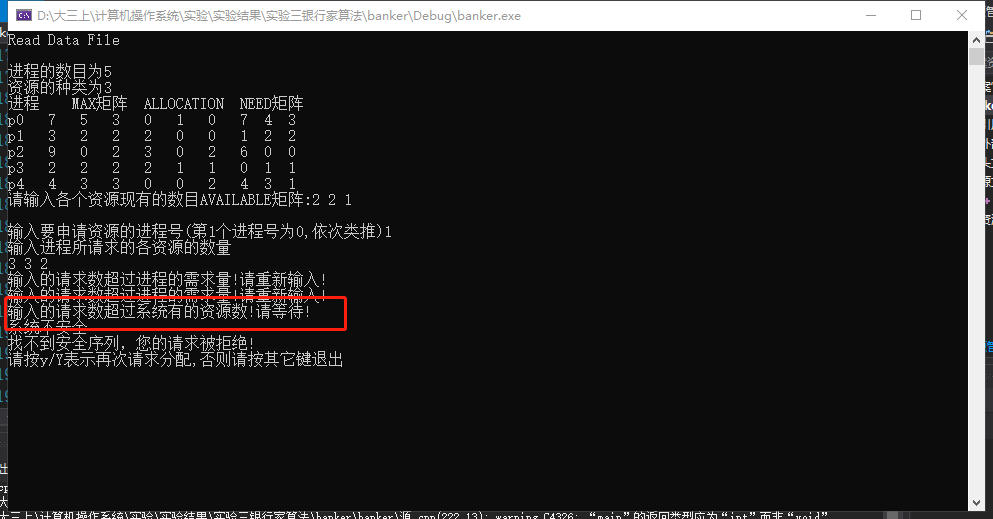 D:\大三上\计算机操作系统\实验\实验结果\实验三银行家算法\banker\Debug\banker.exe
Read Data File
进程的数目为5
资源的种类为3
进程 MAX矩阵 ALLOCATION NEED矩阵
p0 7 5 3 0 1 0 7 4 3
p1 3 2 2 2 0 0 1 2 2
p2 9 0 2 3 0 2 6 0 0
p3 2 2 2 2 1 1 0 1 1
p4 4 3 3 0 0 2 4 3 1
请输入各个资源现有的数目AVAILABLE矩阵:2 2 1
输入要申请资源的进程号(第1个进程号为0,依次类推)1
输入进程所请求的各资源的数量
3 3 2
输入的请求数超过进程的需求量!请重新输入!
输入的请求数超过进程的需求量!请重新输入!
输入的请求数超过系统有的资源数!请等待!
系统不安全
找不到安全序列, 您的请求被拒绝!
请按y/Y表示再次请求分配,否则请按其它键退出
大三上\计算机操作系统\实验\实验结果\实验三银行家算法\banker\banker\源.cpp(222,13): warning C4326: “main”的返回类型应为“int”而非“void”